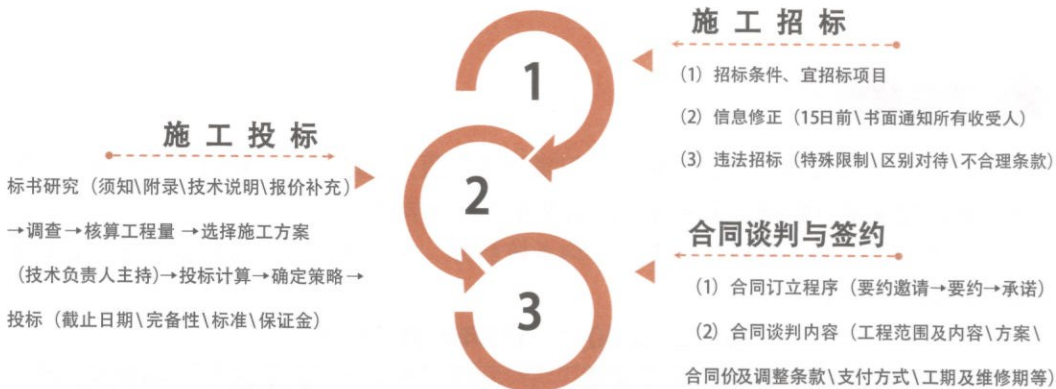 1
施工招标
(1) 招标条件、宜招标项目
(2) 信息修正（15日前\书面通知所有收受人）
(3) 违法招标（特殊限制\区别对待\不合理条款）
2
施工投标
标书研究（须知\附录\技术说明\报价补充）
→调查→核算工程量→选择施工方案
（技术负责人主持）→投标计算→确定策略→
投标（截止日期\完备性\标准\保证金）
3
合同谈判与签约
(1) 合同订立程序（要约邀请→要约→承诺）
(2) 合同谈判内容（工程范围及内容\方案\
合同价及调整条款\支付方式\工期及维修期等）